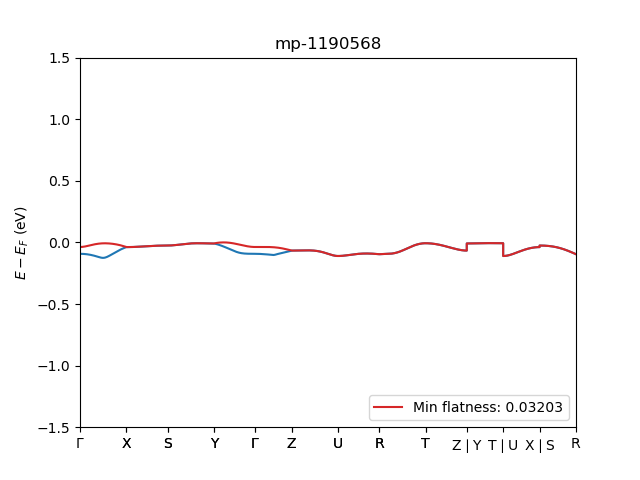 mp-1190568
E − E_F (eV)
1.5
1.0
0.5
0.0
−0.5
−1.0
−1.5
Min flatness: 0.03203
Γ X S Y Γ Z U R T Z | Y T | U X | S R